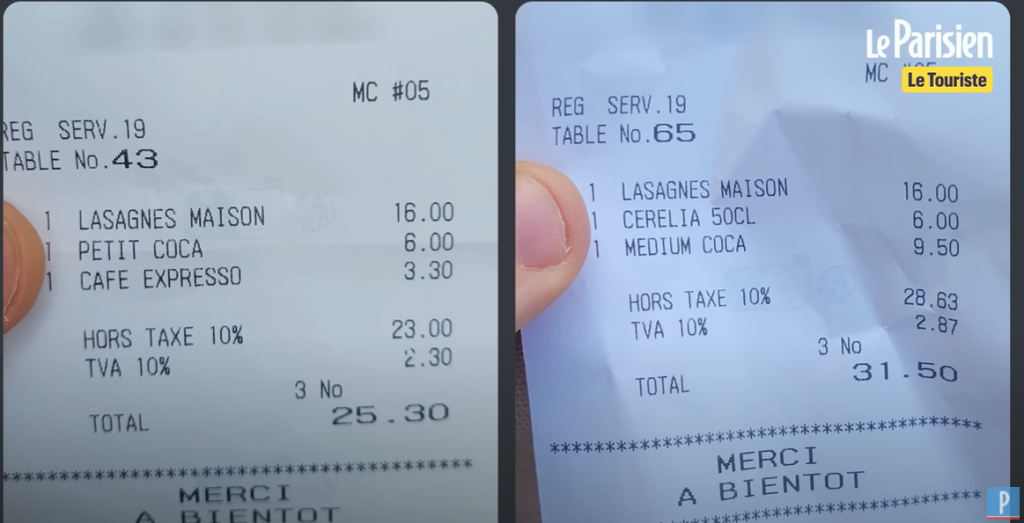 MC #05
REG SERV.19
TABLE No.43
1 LASAGNES MAISON 16.00
1 PETIT COCA 6.00
1 CAFE EXPRESSO 3.30
HORS TAXE 10% 23.00
TVA 10% 2.30
3 No
TOTAL 25.30
************************************
MERCI
A BIENTOT
Le Parisien
Le Touriste
MC #05
REG SERV.19
TABLE No.65
1 LASAGNES MAISON 16.00
1 CERELIA 50CL 6.00
1 MEDIUM COCA 9.50
HORS TAXE 10% 28.63
TVA 10% 2.87
3 No
TOTAL 31.50
************************************
MERCI
A BIENTOT
************************************
P